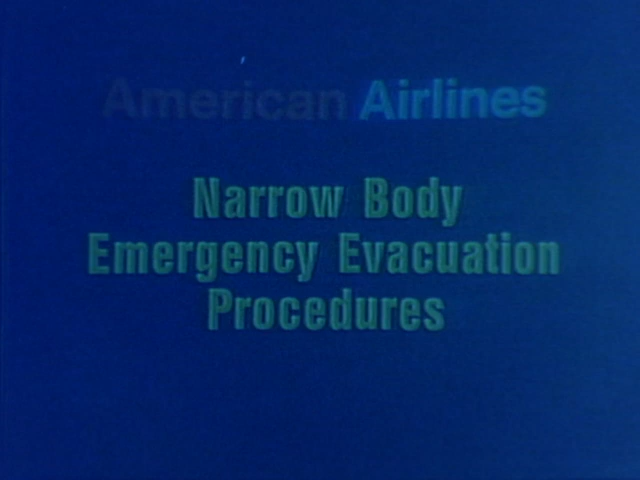 American Airlines
Narrow Body
Emergency Evacuation
Procedures